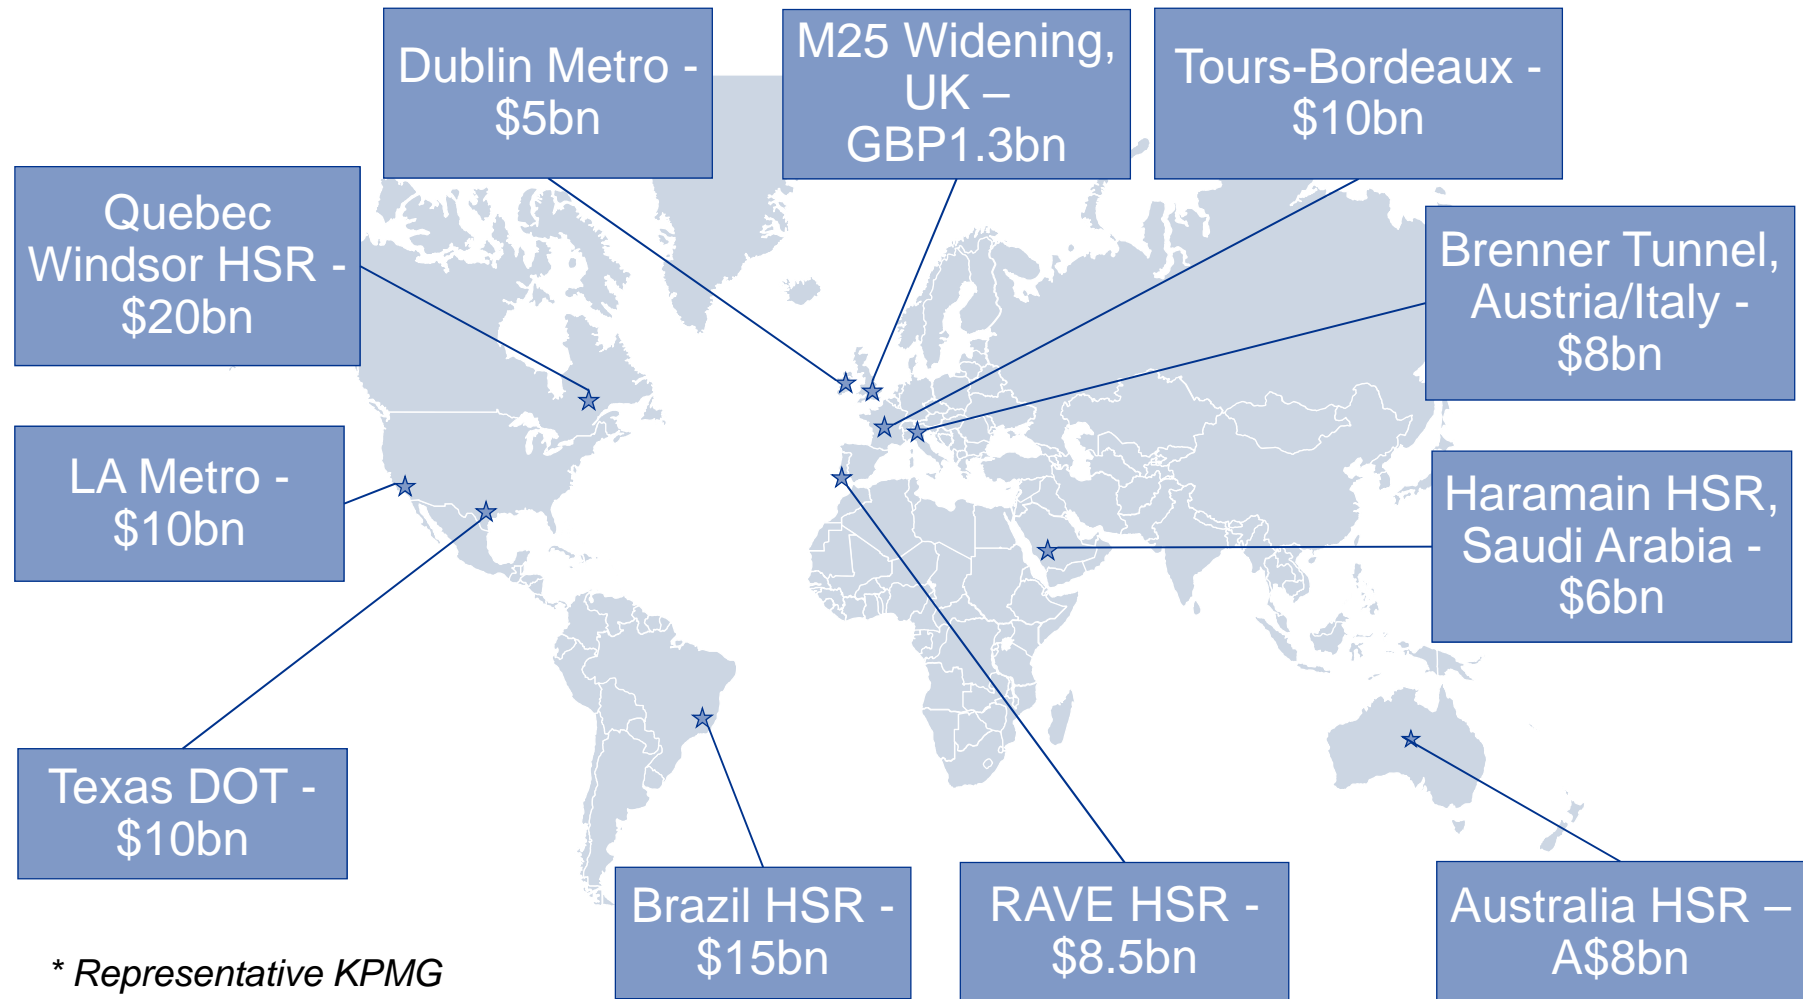 Dublin Metro -
$5bn
M25 Widening,
UK –
GBP1.3bn
Tours-Bordeaux -
$10bn
Quebec
Windsor HSR -
$20bn
Brenner Tunnel,
Austria/Italy -
$8bn
LA Metro -
$10bn
Haramain HSR,
Saudi Arabia -
$6bn
Texas DOT -
$10bn
Brazil HSR -
$15bn
RAVE HSR -
$8.5bn
Australia HSR –
A$8bn
* Representative KPMG